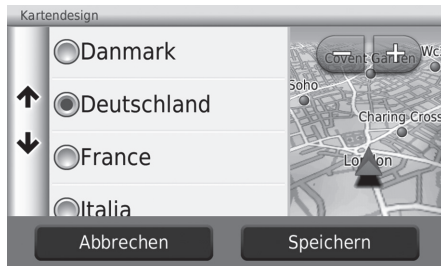 Kartendesign
Danmark
Deutschland
France
Italia
Covent Garden
Soho
Charing Cross
London
Abbrechen
Speichern